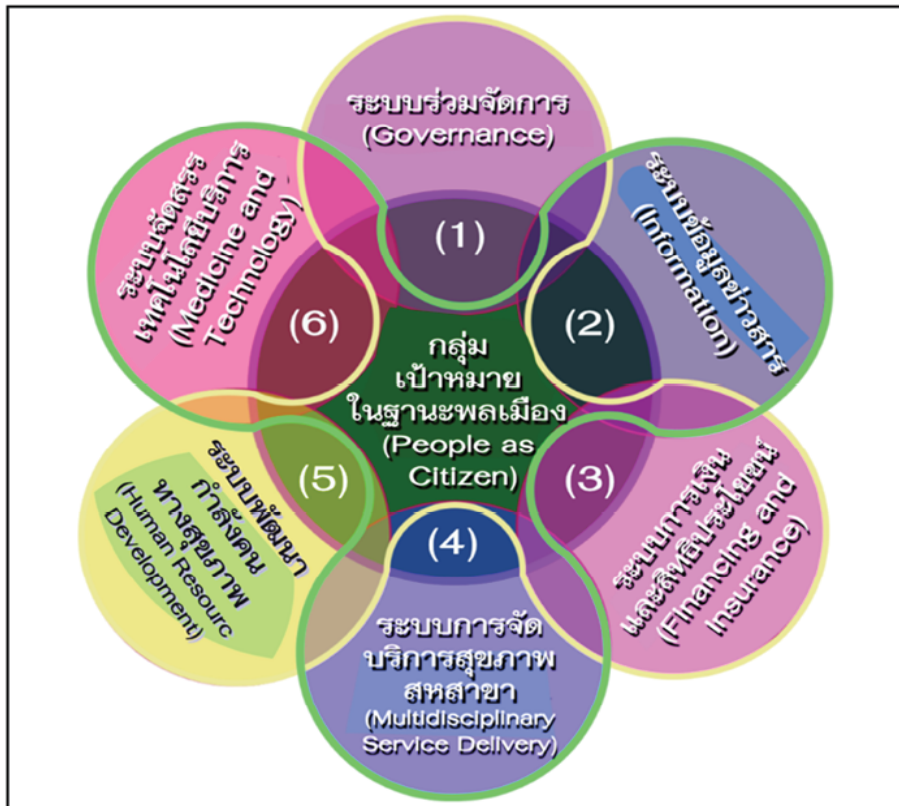 ระบบร่วมจัดการ
(Governance)
(1)
ระบบข้อมูลข่าวสาร
(Information)
(2)
ระบบการเงิน
และสิทธิประโยชน์
(Financing and
Insurance)
(3)
ระบบการจัด
บริการสุขภาพ
สหสาขา
(Multidisciplinary
Service Delivery)
(4)
ระบบพัฒนา
กำลังคน
ทางสุขภาพ
(Human Resourc
Development)
(5)
ระบบจัดสรร
เทคโนโลยีบริการ
(Medicine and
Technology)
(6)
กลุ่ม
เป้าหมาย
ในฐานะพลเมือง
(People as
Citizen)